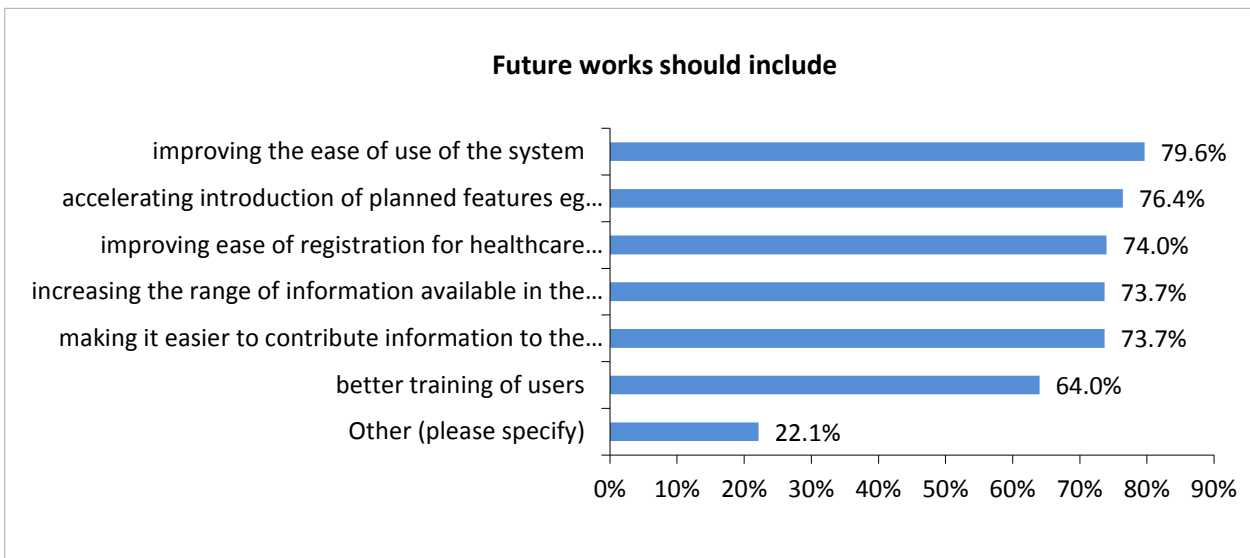 Future works should include
improving the ease of use of the system 79.6%
accelerating introduction of planned features eg… 76.4%
improving ease of registration for healthcare… 74.0%
increasing the range of information available in the… 73.7%
making it easier to contribute information to the… 73.7%
better training of users 64.0%
Other (please specify) 22.1%
0% 10% 20% 30% 40% 50% 60% 70% 80% 90%